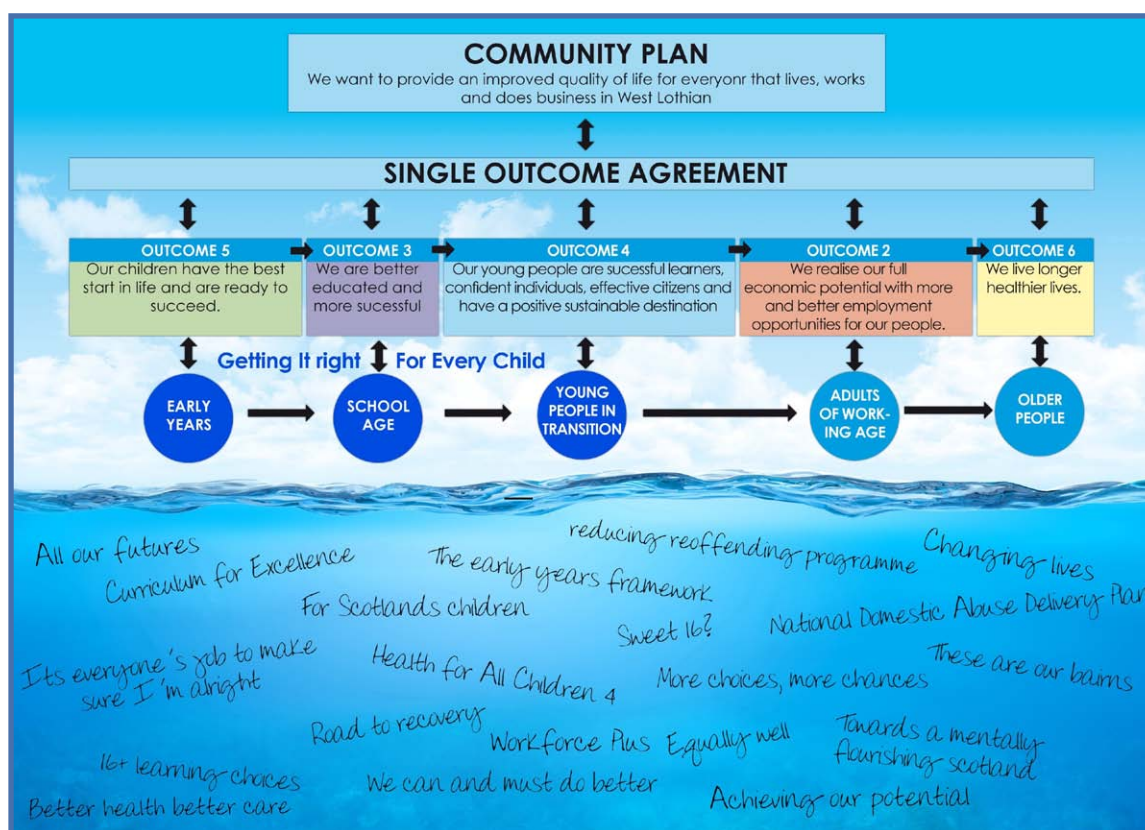 COMMUNITY PLAN
We want to provide an improved quality of life for everyonr that lives, works
and does business in West Lothian
SINGLE OUTCOME AGREEMENT
OUTCOME 5
Our children have the best
start in life and are ready to
succeed.
OUTCOME 3
We are better
educated and
more sucessful
OUTCOME 4
Our young people are sucessful learners,
confident individuals, effective citizens and
have a positive sustainable destination
OUTCOME 2
We realise our full
economic potential with more
and better employment
opportunities for our people.
OUTCOME 6
We live longer
healthier lives.
Getting It right For Every Child
EARLY
YEARS
SCHOOL
AGE
YOUNG
PEOPLE IN
TRANSITION
ADULTS
OF WORK-
ING AGE
OLDER
PEOPLE
All our futures
Curriculum for Excellence
The early years framework
reducing reoffending programme
Changing lives
For Scotlands children
Sweet 16?
National Domestic Abuse Delivery Plan
Its everyone's job to make
sure I'm alright
Health for All Children 4
More choices, more chances
These are our bairns
Road to recovery
Workforce Plus
Equally well
Towards a mentally
flourishing scotland
16+ learning choices
We can and must do better
Better health better care
Achieving our potential